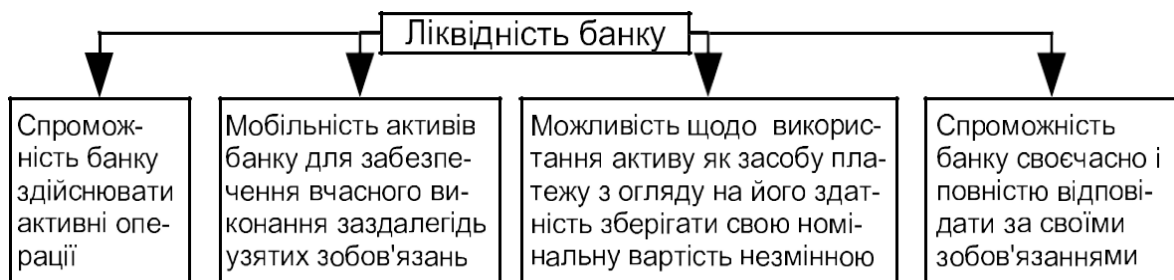 Ліквідність банку
Спромож-
ність банку
здійснювати
активні опе-
рації
Мобільність активів
банку для забезпе-
чення вчасного ви-
конання заздалегідь
узятих зобов'язань
Можливість щодо використання
тання активу як засобу пла-
тежу з огляду на його здат-
ність зберігати свою номі-
нальну вартість незмінною
Спроможність
банку своєчасно і
повністю відпові-
дати за своїми
зобов'язаннями